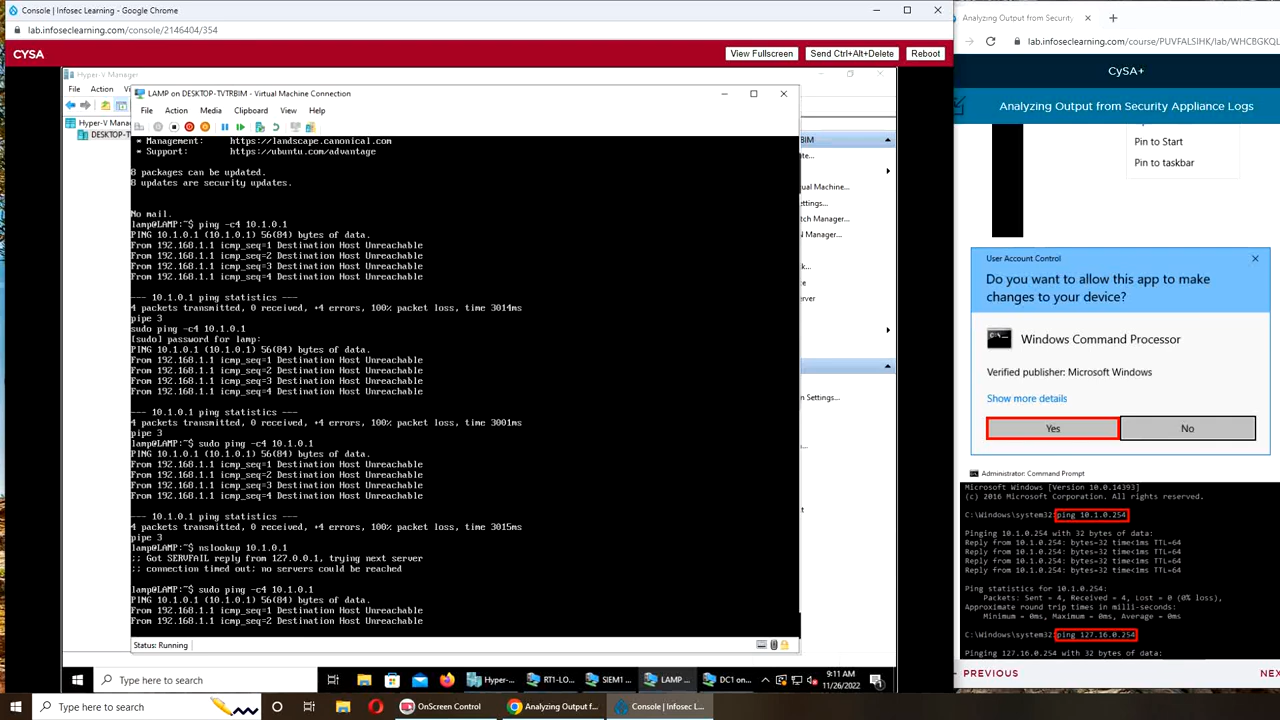 Console | Infosec Learning - Google Chrome
lab.infoseclearning.com/console/2146404/354
CYSA
View Fullscreen
Send Ctrl+Alt+Delete
Reboot
Hyper-V Manager
File Action
Hyper-V Mana
DESKTOP-T
LAMP on DESKTOP-TVTRBIM - Virtual Machine Connection
File Action Media Clipboard View Help
* Management: https://landscape.canonical.com
* Support: https://ubuntu.com/advantage
8 packages can be updated.
8 updates are security updates.
No mail.
lamp@LAMP:~$ ping -c4 10.1.0.1
PING 10.1.0.1 (10.1.0.1) 56(84) bytes of data.
From 192.168.1.1 icmp_seq=1 Destination Host Unreachable
From 192.168.1.1 icmp_seq=2 Destination Host Unreachable
From 192.168.1.1 icmp_seq=3 Destination Host Unreachable
From 192.168.1.1 icmp_seq=4 Destination Host Unreachable
--- 10.1.0.1 ping statistics ---
4 packets transmitted, 0 received, +4 errors, 100% packet loss, time 3014ms
pipe 3
sudo ping -c4 10.1.0.1
[sudo] password for lamp:
PING 10.1.0.1 (10.1.0.1) 56(84) bytes of data.
From 192.168.1.1 icmp_seq=1 Destination Host Unreachable
From 192.168.1.1 icmp_seq=2 Destination Host Unreachable
From 192.168.1.1 icmp_seq=3 Destination Host Unreachable
From 192.168.1.1 icmp_seq=4 Destination Host Unreachable
--- 10.1.0.1 ping statistics ---
4 packets transmitted, 0 received, +4 errors, 100% packet loss, time 3001ms
pipe 3
lamp@LAMP:~$ sudo ping -c4 10.1.0.1
PING 10.1.0.1 (10.1.0.1) 56(84) bytes of data.
From 192.168.1.1 icmp_seq=1 Destination Host Unreachable
From 192.168.1.1 icmp_seq=2 Destination Host Unreachable
From 192.168.1.1 icmp_seq=3 Destination Host Unreachable
From 192.168.1.1 icmp_seq=4 Destination Host Unreachable
--- 10.1.0.1 ping statistics ---
4 packets transmitted, 0 received, +4 errors, 100% packet loss, time 3015ms
pipe 3
lamp@LAMP:~$ nslookup 10.1.0.1
;; Got SERVFAIL reply from 127.0.0.1, trying next server
;; connection timed out; no servers could be reached
lamp@LAMP:~$ sudo ping -c4 10.1.0.1
PING 10.1.0.1 (10.1.0.1) 56(84) bytes of data.
From 192.168.1.1 icmp_seq=1 Destination Host Unreachable
From 192.168.1.1 icmp_seq=2 Destination Host Unreachable
Status: Running
BIM
te...
ual Machine...
ttings...
tch Manager...
N Manager...
k...
ce
erver
n Settings...
...
t
Type here to search
Hyper-...
RT1-LO...
SIEM1 ...
LAMP ...
DC1 on...
9:11 AM
11/26/2022
1
Analyzing Output from Security
lab.infoseclearning.com/course/PUVFALSIHK/lab/WHCBGKQL
CySA+
Analyzing Output from Security Appliance Logs
Pin to Start
Pin to taskbar
User Account Control
Do you want to allow this app to make
changes to your device?
Windows Command Processor
Verified publisher: Microsoft Windows
Show more details
Yes
No
Administrator: Command Prompt
Microsoft Windows [Version 10.0.14393]
(c) 2016 Microsoft Corporation. All rights reserved.
C:\Windows\system32>ping 10.1.0.254
Pinging 10.1.0.254 with 32 bytes of data:
Reply from 10.1.0.254: bytes=32 time<1ms TTL=64
Reply from 10.1.0.254: bytes=32 time<1ms TTL=64
Reply from 10.1.0.254: bytes=32 time<1ms TTL=64
Reply from 10.1.0.254: bytes=32 time<1ms TTL=64
Ping statistics for 10.1.0.254:
Packets: Sent = 4, Received = 4, Lost = 0 (0% loss),
Approximate round trip times in milli-seconds:
Minimum = 0ms, Maximum = 0ms, Average = 0ms
C:\Windows\system32>ping 127.16.0.254
Pinging 127.16.0.254 with 32 bytes of data:
PREVIOUS
NEX
Type here to search
OnScreen Control
Analyzing Output f...
Console | Infosec L...